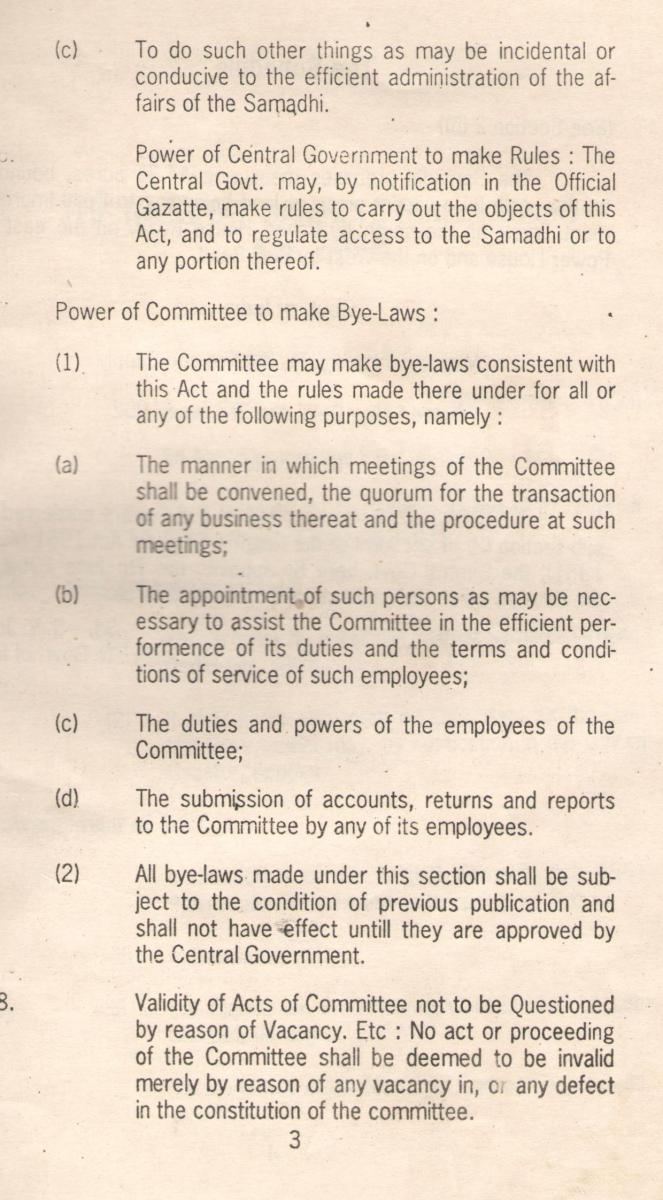 (c) To do such other things as may be incidental or
conducive to the efficient administration of the af-
fairs of the Samadhi.
Power of Central Government to make Rules : The
Central Govt. may, by notification in the Official
Gazatte, make rules to carry out the objects of this
Act, and to regulate access to the Samadhi or to
any portion thereof.
Power of Committee to make Bye-Laws :
(1) The Committee may make bye-laws consistent with
this Act and the rules made there under for all or
any of the following purposes, namely :
(a) The manner in which meetings of the Committee
shall be convened, the quorum for the transaction
of any business thereat and the procedure at such
meetings;
(b) The appointment of such persons as may be nec-
essary to assist the Committee in the efficient per-
formence of its duties and the terms and condi-
tions of service of such employees;
(c) The duties and powers of the employees of the
Committee;
(d) The submission of accounts, returns and reports
to the Committee by any of its employees.
(2) All bye-laws made under this section shall be sub-
ject to the condition of previous publication and
shall not have effect untill they are approved by
the Central Government.
8. Validity of Acts of Committee not to be Questioned
by reason of Vacancy. Etc : No act or proceeding
of the Committee shall be deemed to be invalid
merely by reason of any vacancy in, or any defect
in the constitution of the committee.
3